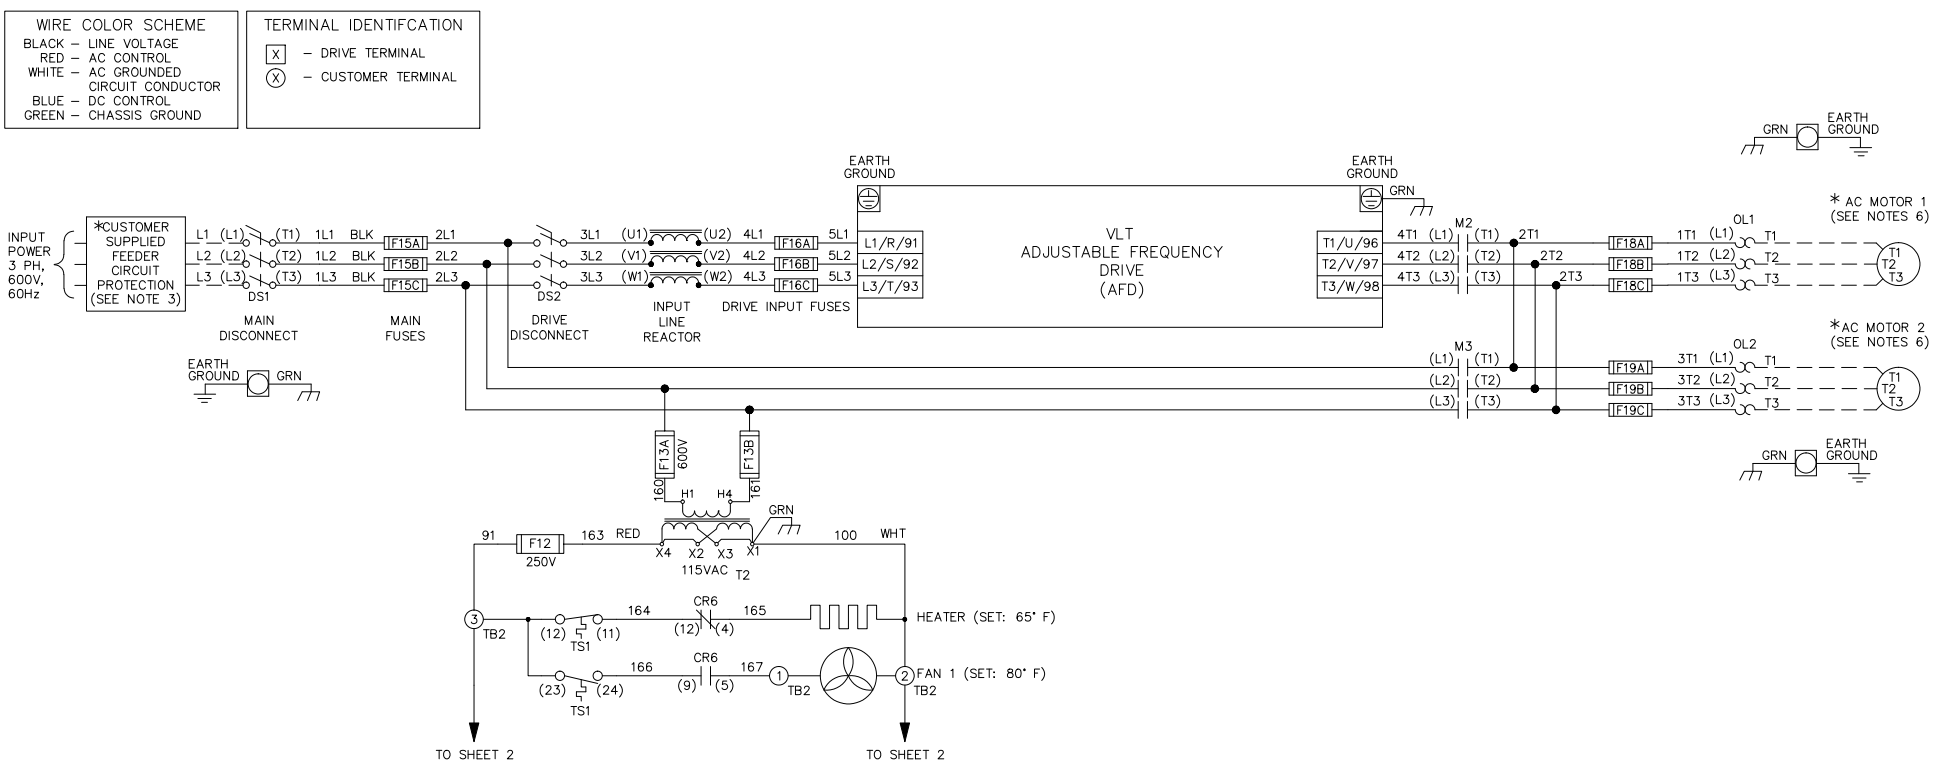 WIRE COLOR SCHEME
BLACK – LINE VOLTAGE
RED – AC CONTROL
WHITE – AC GROUNDED
CIRCUIT CONDUCTOR
BLUE – DC CONTROL
GREEN – CHASSIS GROUND
TERMINAL IDENTIFCATION
X – DRIVE TERMINAL
X – CUSTOMER TERMINAL
GRN
EARTH
GROUND
EARTH
GROUND
EARTH
GROUND
GRN
INPUT
POWER
3 PH,
600V,
60Hz
*CUSTOMER
SUPPLIED
FEEDER
CIRCUIT
PROTECTION
(SEE NOTE 3)
L1 (L1) (T1) 1L1 BLK F15A 2L1 3L1 (U1) (U2) 4L1 F16A 5L1 L1/R/91
L2 (L2) (T2) 1L2 BLK F15B 2L2 3L2 (V1) (V2) 4L2 F16B 5L2 L2/S/92
L3 (L3) (T3) 1L3 BLK F15C 2L3 3L3 (W1) (W2) 4L3 F16C 5L3 L3/T/93
DS1
MAIN
DISCONNECT
MAIN
FUSES
DS2
DRIVE
DISCONNECT
INPUT
LINE
REACTOR
DRIVE INPUT FUSES
VLT
ADJUSTABLE FREQUENCY
DRIVE
(AFD)
M2
OL1
* AC MOTOR 1
(SEE NOTES 6)
T1/U/96 4T1 (L1) (T1) 2T1 F18A 1T1 (L1) T1 T1
T2/V/97 4T2 (L2) (T2) 2T2 F18B 1T2 (L2) T2 T2
T3/W/98 4T3 (L3) (T3) 2T3 F18C 1T3 (L3) T3 T3
EARTH
GROUND
GRN
M3
OL2
*AC MOTOR 2
(SEE NOTES 6)
(L1) (T1) F19A 3T1 (L1) T1 T1
(L2) (T2) F19B 3T2 (L2) T2 T2
(L3) (T3) F19C 3T3 (L3) T3 T3
GRN
EARTH
GROUND
F13A
600V
F13B
160
H1
H4
161
GRN
91
F12
250V
163
RED
X4
X2
X3
X1
100
WHT
115VAC
T2
3
TB2
(12)
(11)
TS1
164
CR6
(12)
(4)
165
HEATER (SET: 65° F)
(23)
(24)
TS1
166
CR6
(9)
(5)
167
1
TB2
2
TB2
FAN 1 (SET: 80° F)
TO SHEET 2
TO SHEET 2